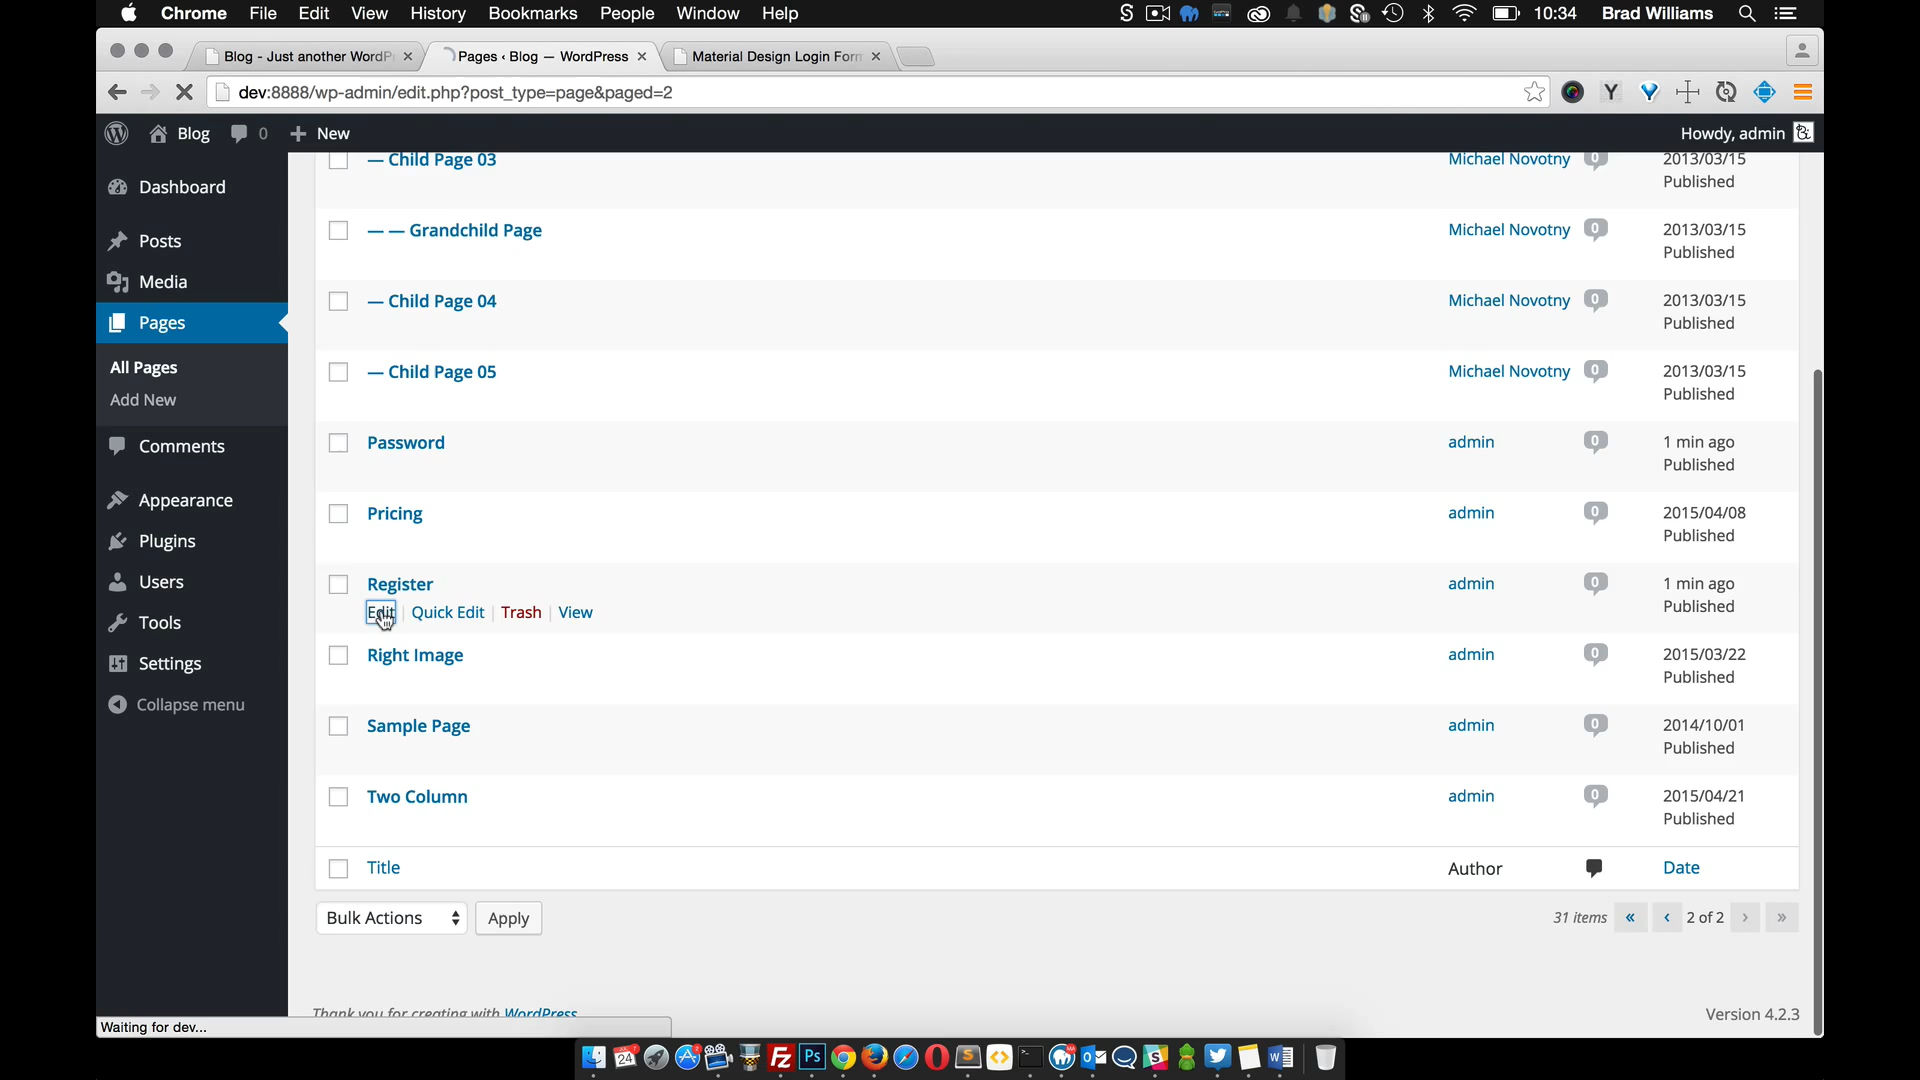 Chrome File Edit View History Bookmarks People Window Help 10:34 Brad Williams
Blog - Just another WordP Pages ‹ Blog — WordPress Material Design Login Form
dev:8888/wp-admin/edit.php?post_type=page&paged=2
Blog 0 New Howdy, admin
Dashboard
Posts
Media
Pages
All Pages
Add New
Comments
Appearance
Plugins
Users
Tools
Settings
Collapse menu
— Child Page 03 Michael Novotny 0 2013/03/15
Published
— — Grandchild Page Michael Novotny 0 2013/03/15
Published
— Child Page 04 Michael Novotny 0 2013/03/15
Published
— Child Page 05 Michael Novotny 0 2013/03/15
Published
Password admin 0 1 min ago
Published
Pricing admin 0 2015/04/08
Published
Register admin 0 1 min ago
Edit | Quick Edit | Trash | View Published
Right Image admin 0 2015/03/22
Published
Sample Page admin 0 2014/10/01
Published
Two Column admin 0 2015/04/21
Published
Title Author Date
Bulk Actions Apply 31 items « ‹ 2 of 2 › »
Thank you for creating with WordPress Version 4.2.3
Waiting for dev...